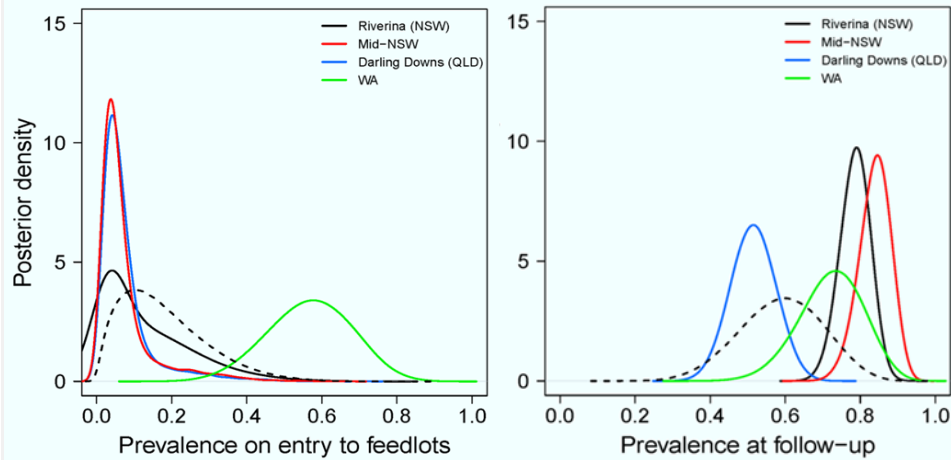 15
10
5
0
Posterior density
Riverina (NSW)
Mid−NSW
Darling Downs (QLD)
WA
0.0 0.2 0.4 0.6 0.8 1.0
Prevalence on entry to feedlots
15
10
5
0
Riverina (NSW)
Mid−NSW
Darling Downs (QLD)
WA
0.0 0.2 0.4 0.6 0.8 1.0
Prevalence at follow−up